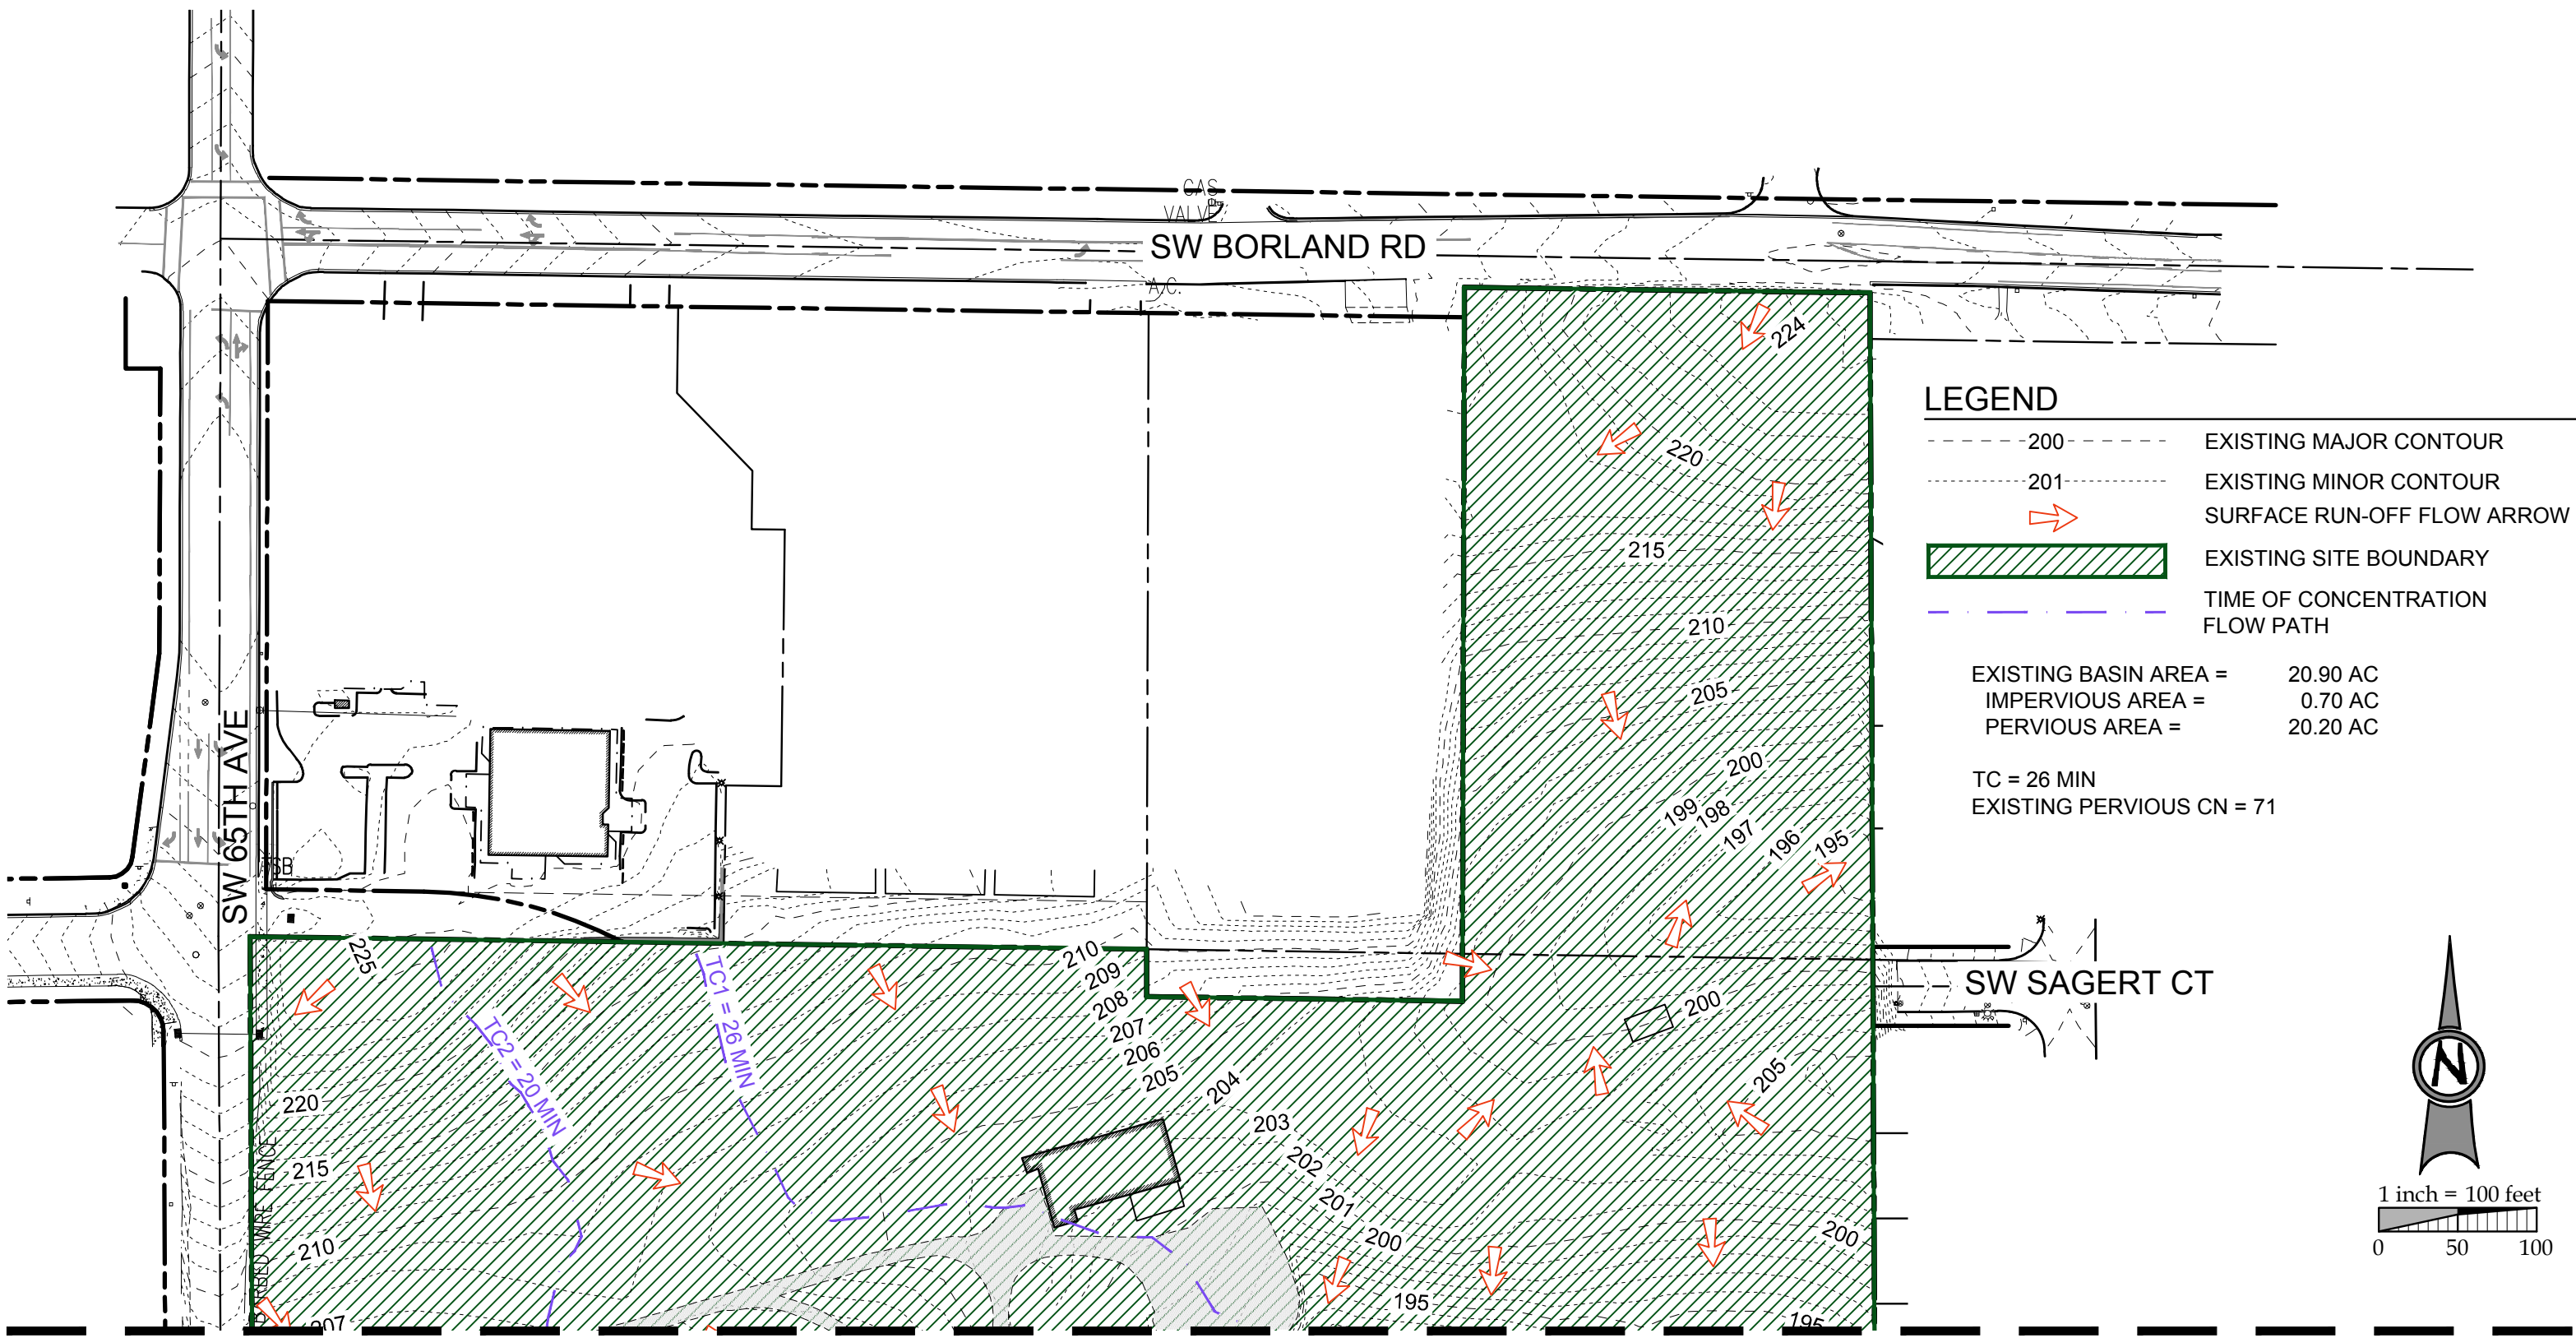 GAS
VALVE
SW BORLAND RD
A.C.
224
220
215
210
205
200
199
198
197
196
195
LEGEND
200 EXISTING MAJOR CONTOUR
201 EXISTING MINOR CONTOUR
SURFACE RUN-OFF FLOW ARROW
EXISTING SITE BOUNDARY
TIME OF CONCENTRATION
FLOW PATH
EXISTING BASIN AREA = 20.90 AC
IMPERVIOUS AREA = 0.70 AC
PERVIOUS AREA = 20.20 AC
TC = 26 MIN
EXISTING PERVIOUS CN = 71
SW 65TH AVE
TSB
225
TC2 = 20 MIN
TC1 = 26 MIN
210
209
208
207
206
205
204
203
202
201
200
195
200
205
200
195
SW SAGERT CT
220
215
210
207
BARBED WIRE FENCE
N
1 inch = 100 feet
0 50 100